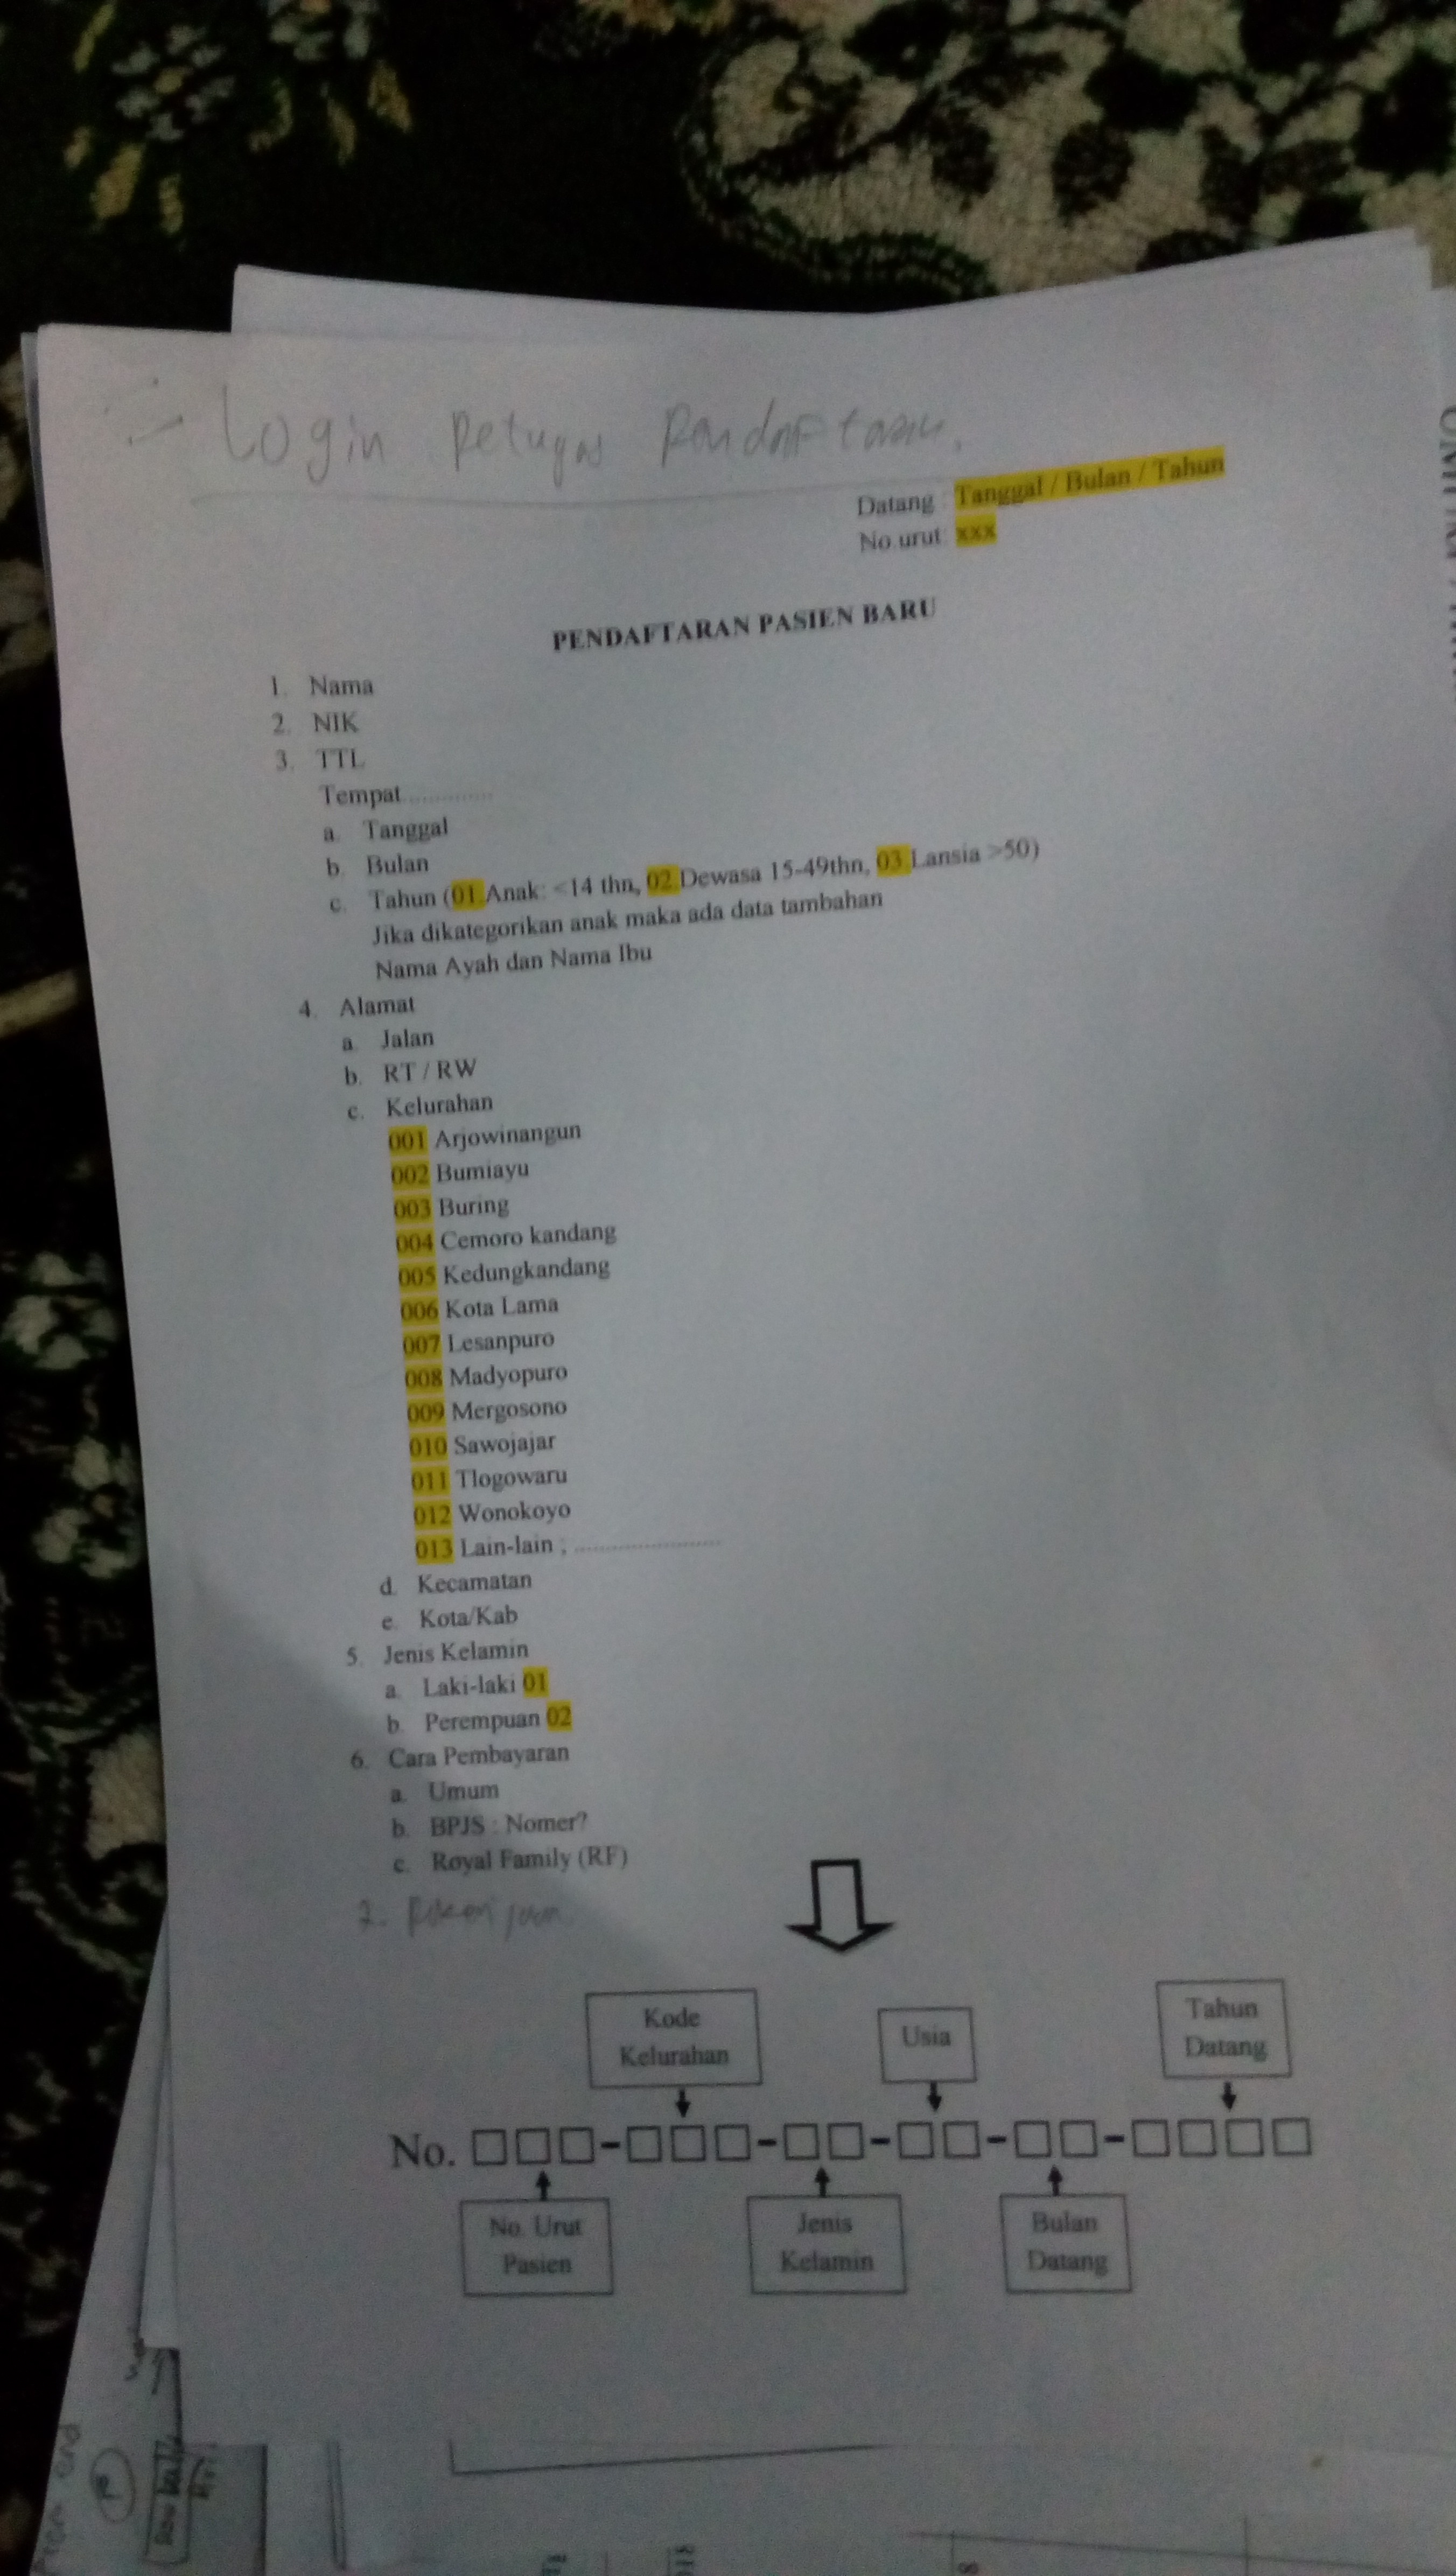 Login Petugas Pendaftaran.
Datang : Tanggal / Bulan / Tahun
No.urut: xxx
PENDAFTARAN PASIEN BARU
1. Nama
2. NIK
3. TTL
Tempat..............
a. Tanggal
b. Bulan
c. Tahun (01.Anak: <14 thn, 02.Dewasa 15-49thn, 03.Lansia >50)
Jika dikategorikan anak maka ada data tambahan
Nama Ayah dan Nama Ibu
4. Alamat
a. Jalan
b. RT / RW
c. Kelurahan
001 Arjowinangun
002 Bumiayu
003 Buring
004 Cemoro kandang
005 Kedungkandang
006 Kota Lama
007 Lesanpuro
008 Madyopuro
009 Mergosono
010 Sawojajar
011 Tlogowaru
012 Wonokoyo
013 Lain-lain ; ......................
d. Kecamatan
e. Kota/Kab
5. Jenis Kelamin
a. Laki-laki 01
b. Perempuan 02
6. Cara Pembayaran
a. Umum
b. BPJS : Nomer?
c. Royal Family (RF)
Kode Kelurahan
Usia
Tahun Datang
No. □□□-□□□-□□-□□-□□-□□□□
No. Urut Pasien
Jenis Kelamin
Bulan Datang